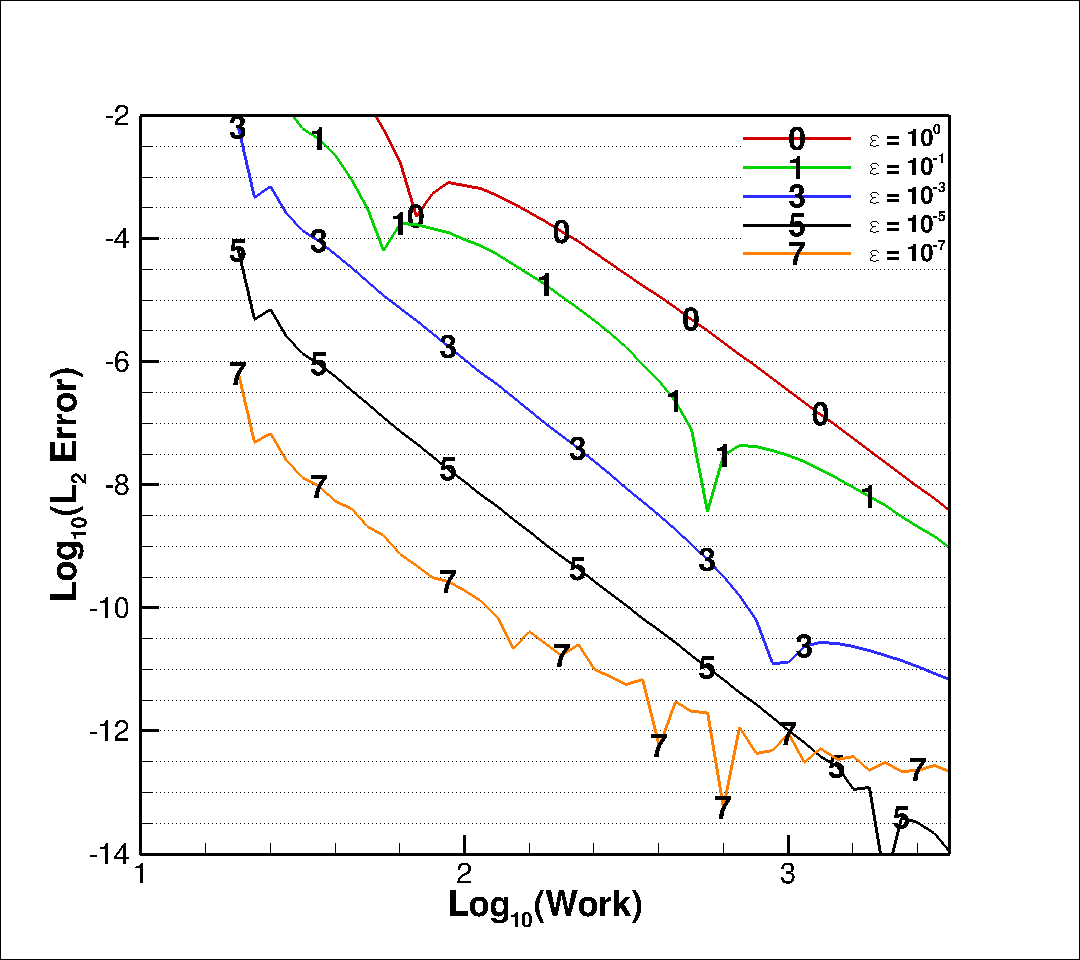 -2
-4
-6
-8
-10
-12
-14
Log₁₀(L₂ Error)
1
2
3
Log₁₀(Work)
0 ε = 10⁰
1 ε = 10⁻¹
3 ε = 10⁻³
5 ε = 10⁻⁵
7 ε = 10⁻⁷
0 0 0 0
1 1 1 1 1 1
3 3 3 3 3 3
5 5 5 5 5 5 5
7 7 7 7 7 7 7 7